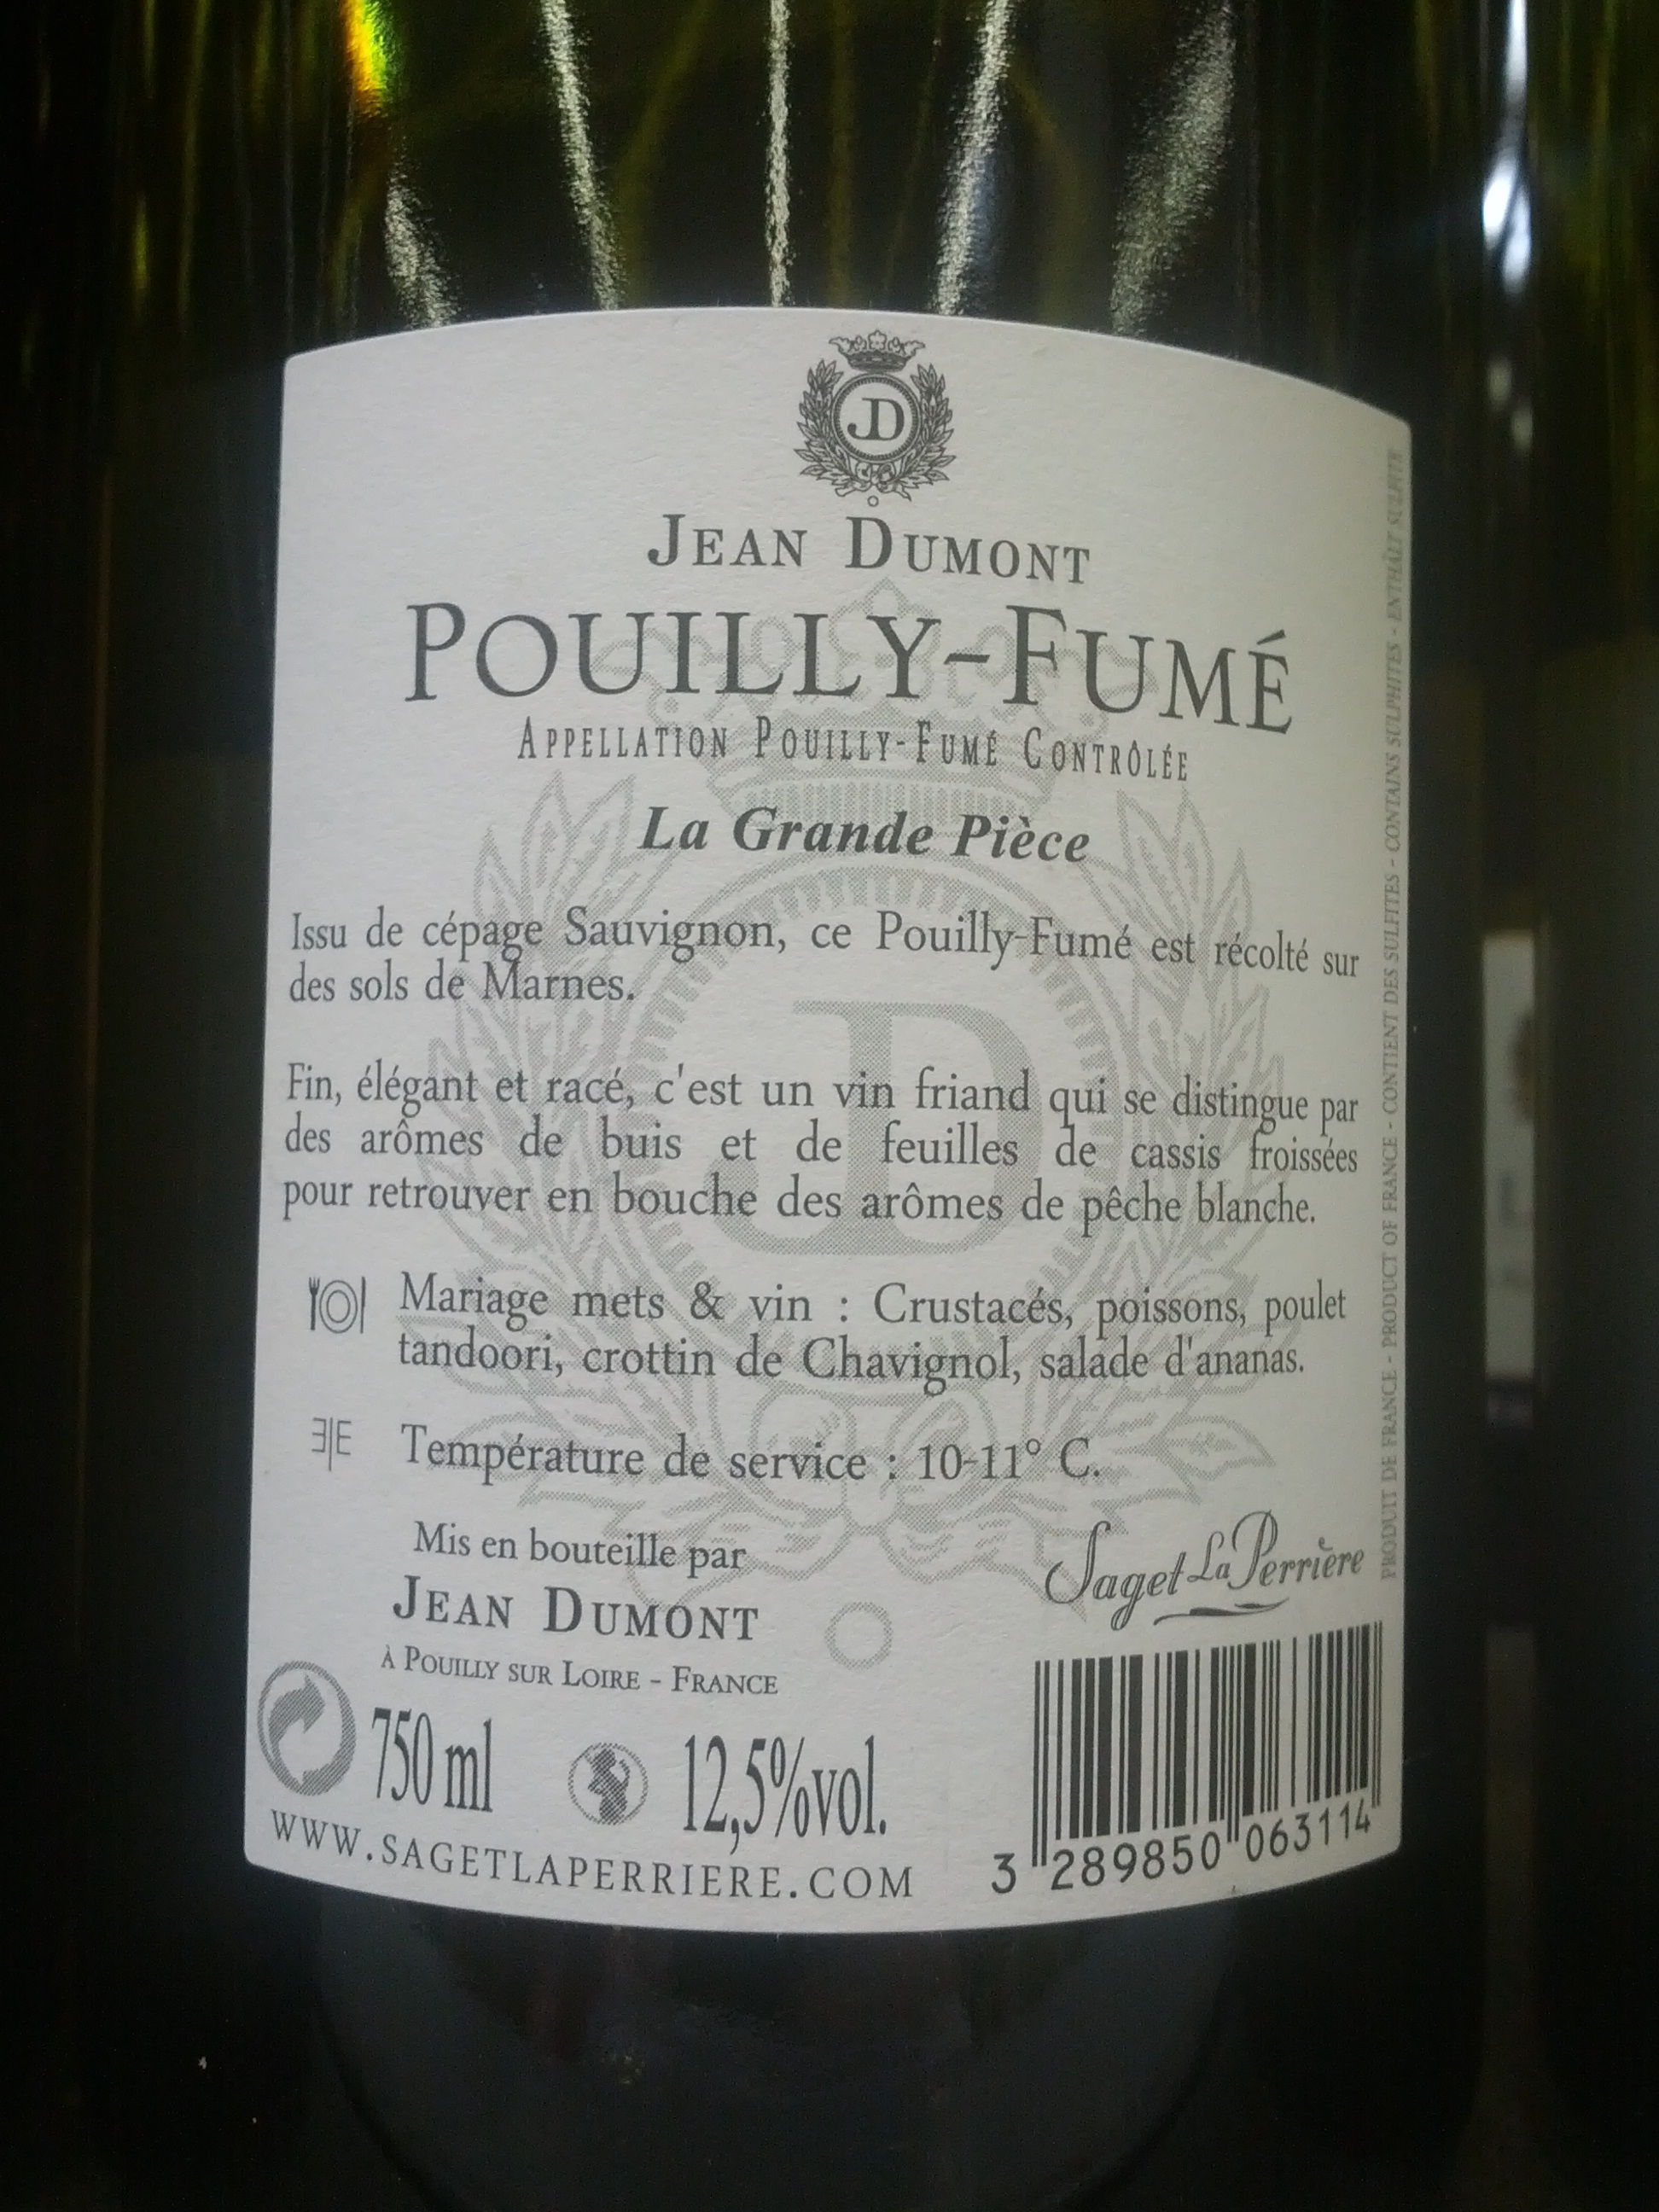 JD
JEAN DUMONT
POUILLY-FUMÉ
APPELLATION POUILLY-FUMÉ CONTRÔLÉE
La Grande Pièce
Issu de cépage Sauvignon, ce Pouilly-Fumé est récolté sur
des sols de Marnes.
Fin, élégant et racé, c'est un vin friand qui se distingue par
des arômes de buis et de feuilles de cassis froissées
pour retrouver en bouche des arômes de pêche blanche.
Mariage mets & vin : Crustacés, poissons, poulet
tandoori, crottin de Chavignol, salade d'ananas.
Température de service : 10-11° C.
Mis en bouteille par
JEAN DUMONT
À POUILLY SUR LOIRE - FRANCE
750 ml
12,5%vol.
WWW.SAGETLAPERRIERE.COM
Saget La Perrière
3 289850 063114
PRODUIT DE FRANCE - PRODUCT OF FRANCE - CONTIENT DES SULFITES - CONTAINS SULPHITES - ENTHÄLT SULFITE
JD